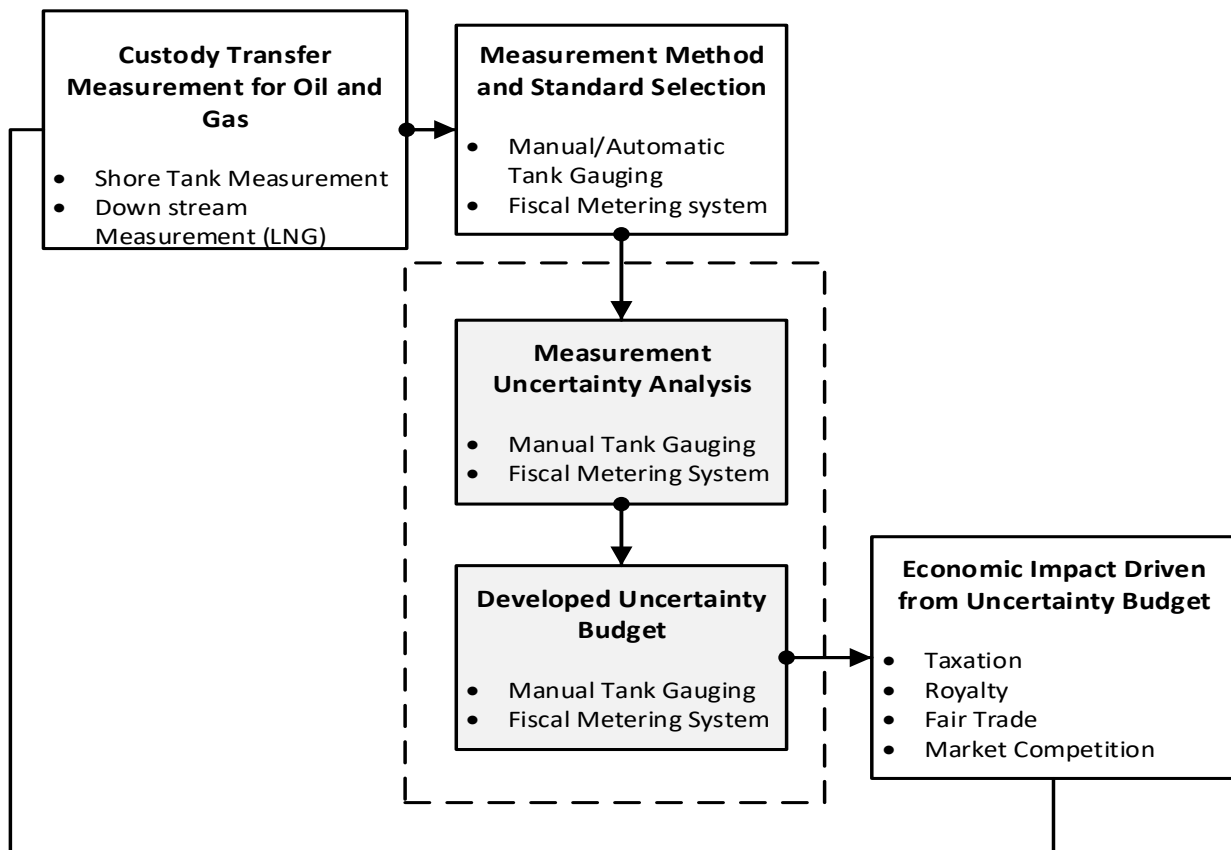 Custody Transfer
Measurement for Oil and
Gas
• Shore Tank Measurement
• Down stream
Measurement (LNG)
Measurement Method
and Standard Selection
• Manual/Automatic
Tank Gauging
• Fiscal Metering system
Measurement
Uncertainty Analysis
• Manual Tank Gauging
• Fiscal Metering System
Developed Uncertainty
Budget
• Manual Tank Gauging
• Fiscal Metering System
Economic Impact Driven
from Uncertainty Budget
• Taxation
• Royalty
• Fair Trade
• Market Competition